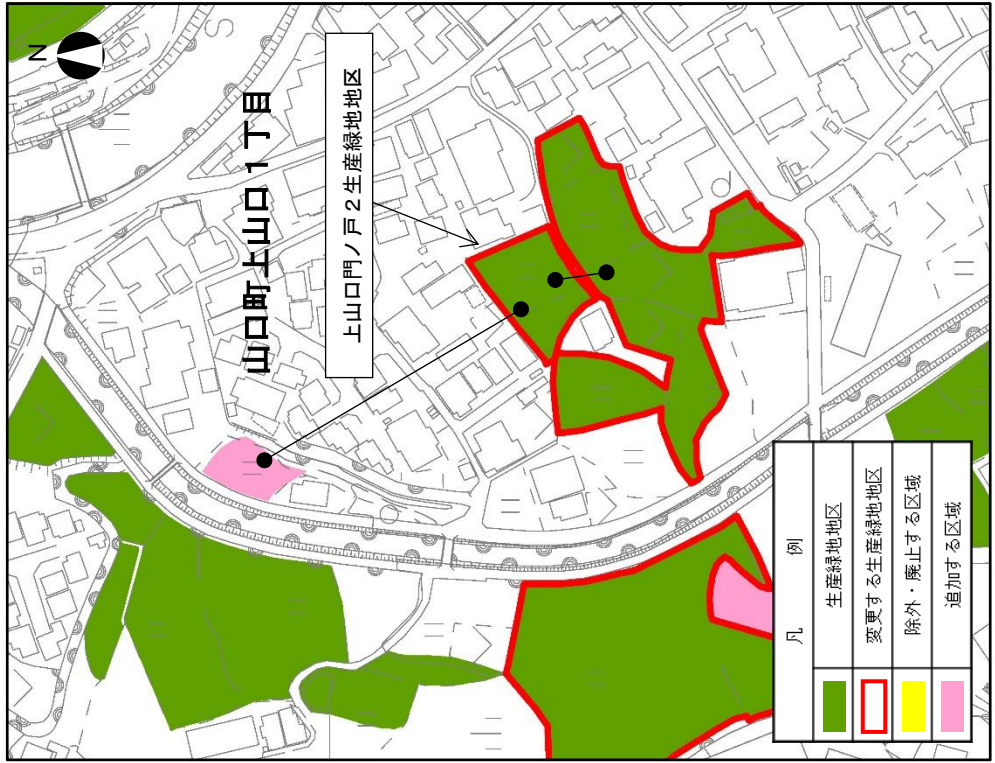 N
山口町上山口1丁目
上山口門ノ戸2生産緑地地区
凡 例
生産緑地地区
変更する生産緑地地区
除外・廃止する区域
追加する区域